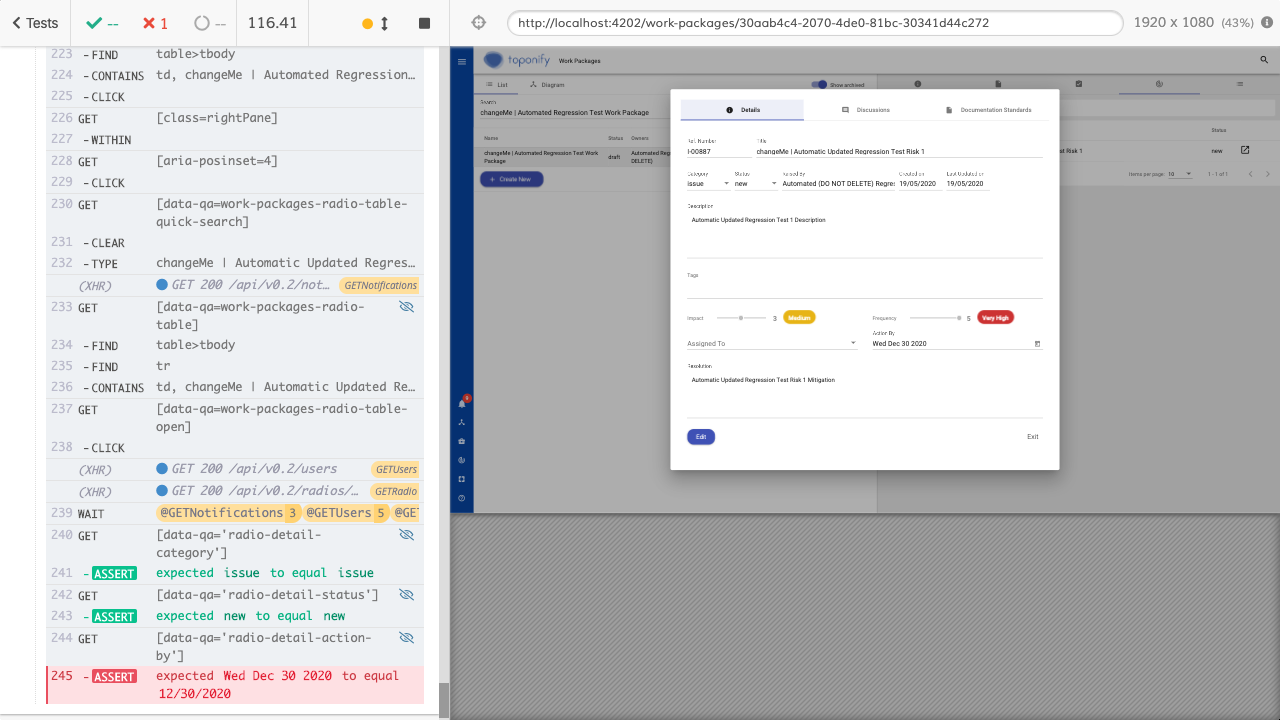 Tests
--
1
--
116.41
http://localhost:4202/work-packages/30aab4c4-2070-4de0-81bc-30341d44c272
1920 x 1080 (43%)
223 -FIND table>tbody
224 -CONTAINS td, changeMe | Automated Regression…
225 -CLICK
226 GET [class=rightPane]
227 -WITHIN
228 GET [aria-posinset=4]
229 -CLICK
230 GET [data-qa=work-packages-radio-table-
quick-search]
231 -CLEAR
232 -TYPE changeMe | Automatic Updated Regres…
(XHR) GET 200 /api/v0.2/not… GETNotifications
233 GET [data-qa=work-packages-radio-
table]
234 -FIND table>tbody
235 -FIND tr
236 -CONTAINS td, changeMe | Automatic Updated Re…
237 GET [data-qa=work-packages-radio-table-
open]
238 -CLICK
(XHR) GET 200 /api/v0.2/users GETUsers
(XHR) GET 200 /api/v0.2/radios/… GETRadio
239 WAIT @GETNotifications 3 @GETUsers 5 @GET
240 GET [data-qa='radio-detail-
category']
241 -ASSERT expected issue to equal issue
242 GET [data-qa='radio-detail-status']
243 -ASSERT expected new to equal new
244 GET [data-qa='radio-detail-action-
by']
245 -ASSERT expected Wed Dec 30 2020 to equal
12/30/2020
toponify Work Packages
List Diagram Show archived
Search
changeMe | Automated Regression Test Work Package
Name Status Owners
changeMe | Automated Regression Test Work
Package
draft
Automated Reg
DELETE)
+ Create New
Status
st Risk 1 new
Items per page 10 1 - 1 of 1
Details Discussions Documentation Standards
Ref. Number Title
I-00887 changeMe | Automatic Updated Regression Test Risk 1
Category Status Raised By Created on Last Updated on
issue new Automated (DO NOT DELETE) Regres 19/05/2020 19/05/2020
Description
Automatic Updated Regression Test 1 Description
Tags
Impact 3 Medium Frequency 5 Very High
Action By
Assigned To Wed Dec 30 2020
Resolution
Automatic Updated Regression Test Risk 1 Mitigation
Edit Exit